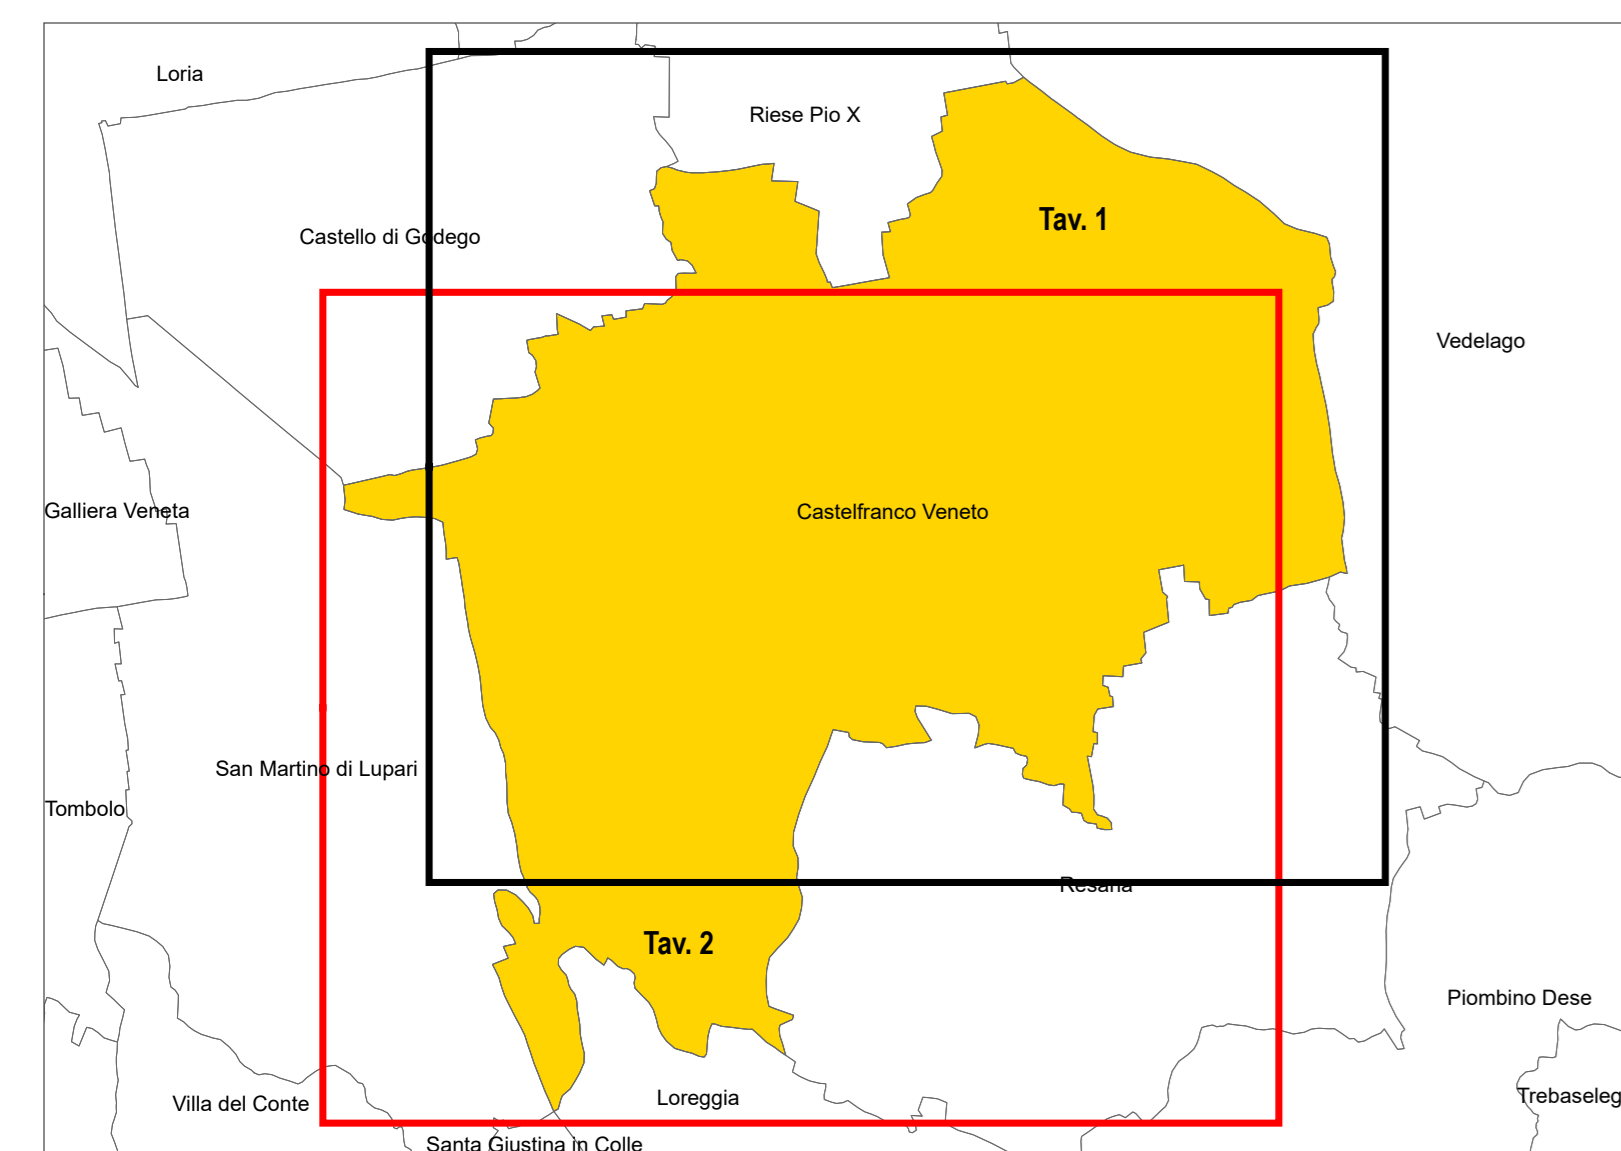 Loria
Riese Pio X
Tav. 1
Castello di Godego
Vedelago
Galliera Veneta
Castelfranco Veneto
San Martino di Lupari
Tombolo
Resana
Tav. 2
Piombino Dese
Loreggia
Villa del Conte
Trebaseleg
Santa Giustina in Colle